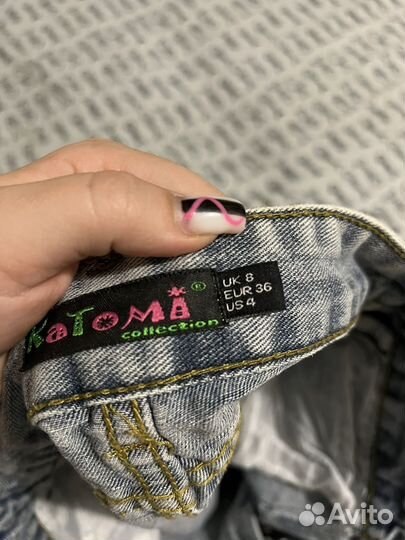 KaToMi®
collection
UK 8
EUR 36
US 4
Avito